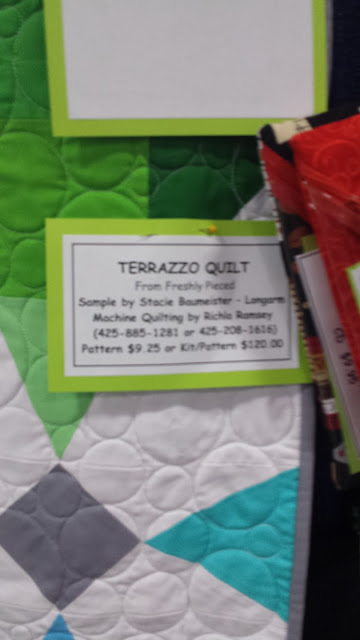 TERRAZZO QUILT
From Freshly Pieced
Sample by Stacie Baumeister - Longarm
Machine Quilting by Richla Ramsey
(425-885-1281 or 425-208-1616)
Pattern $9.25 or Kit/Pattern $120.00